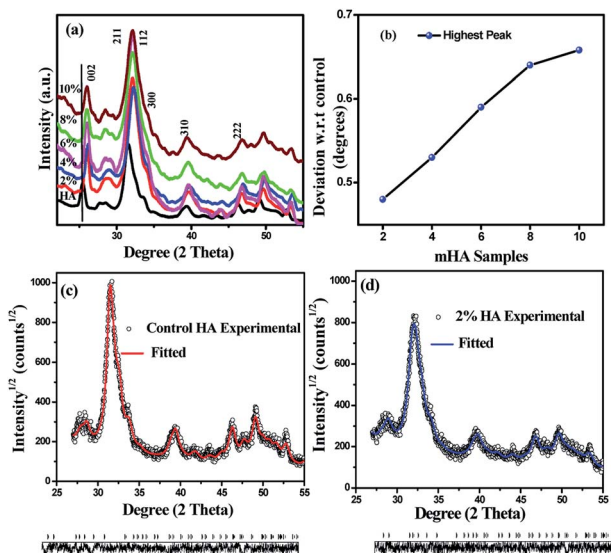 (a)
002
211
112
300
310
222
10%
8%
6%
4%
2%
HA
Intensity (a.u.)
30
40
50
Degree (2 Theta)
(b)
Highest Peak
Deviation w.r.t control
(degrees)
0.7
0.6
0.5
2 4 6 8 10
mHA Samples
(c)
Control HA Experimental
Fitted
Intensity1/2 (counts1/2)
1000
800
600
400
200
0
25 30 35 40 45 50 55
Degree (2 Theta)
(d)
2% HA Experimental
Fitted
Intensity1/2 (counts1/2)
1000
800
600
400
200
0
25 30 35 40 45 50 55
Degree (2 Theta)